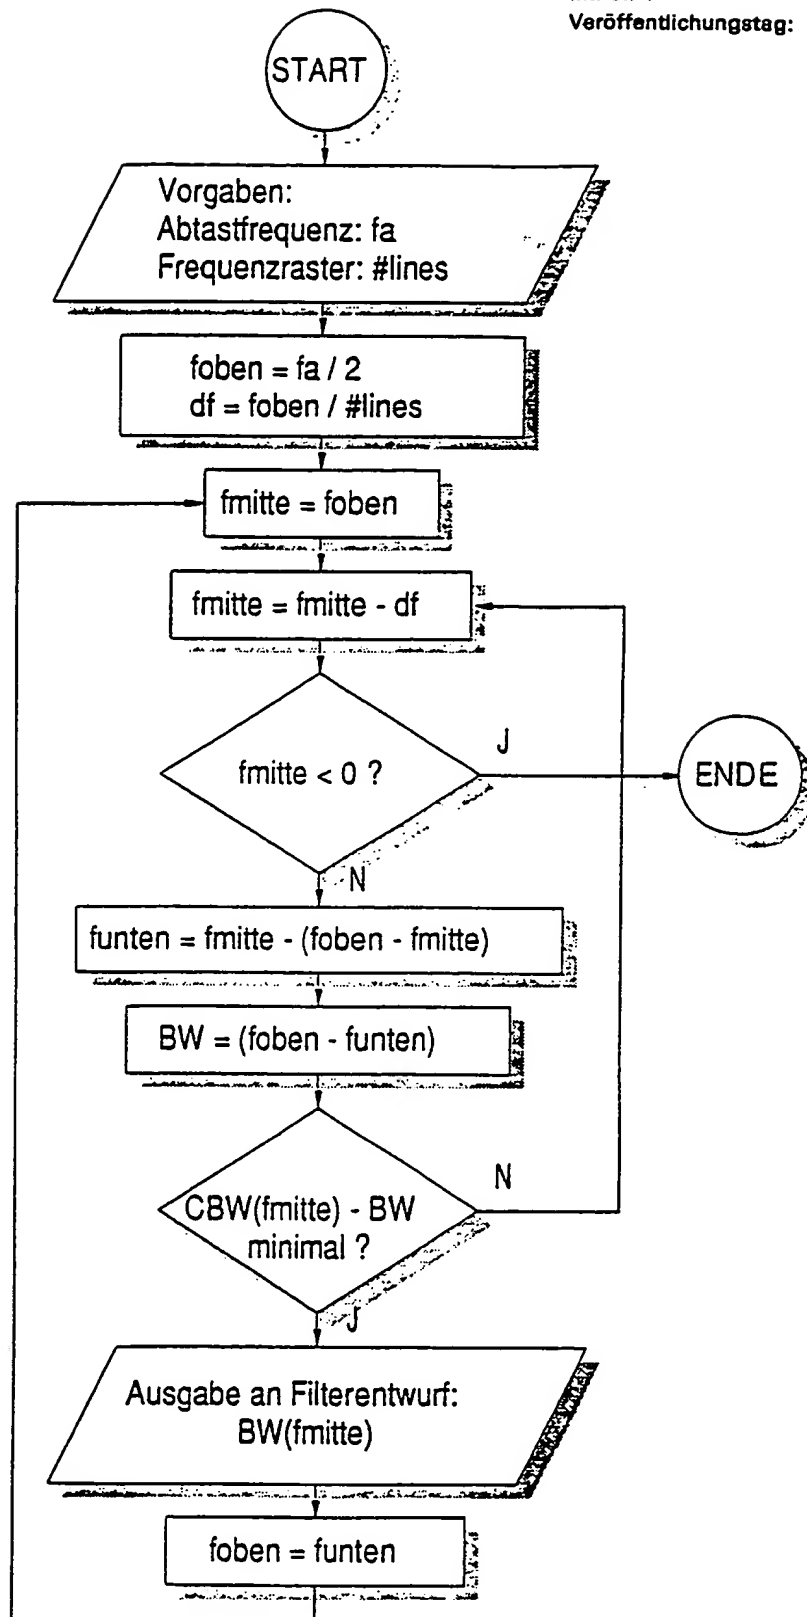 Veröffentlichungstag:
START
Vorgaben:
Abtastfrequenz: fa
Frequenzraster: #lines
foben = fa / 2
df = foben / #lines
fmitte = foben
fmitte = fmitte - df
fmitte < 0 ?
J
ENDE
N
funten = fmitte - (foben - fmitte)
BW = (foben - funten)
CBW(fmitte) - BW
minimal ?
N
J
Ausgabe an Filterentwurf:
BW(fmitte)
foben = funten